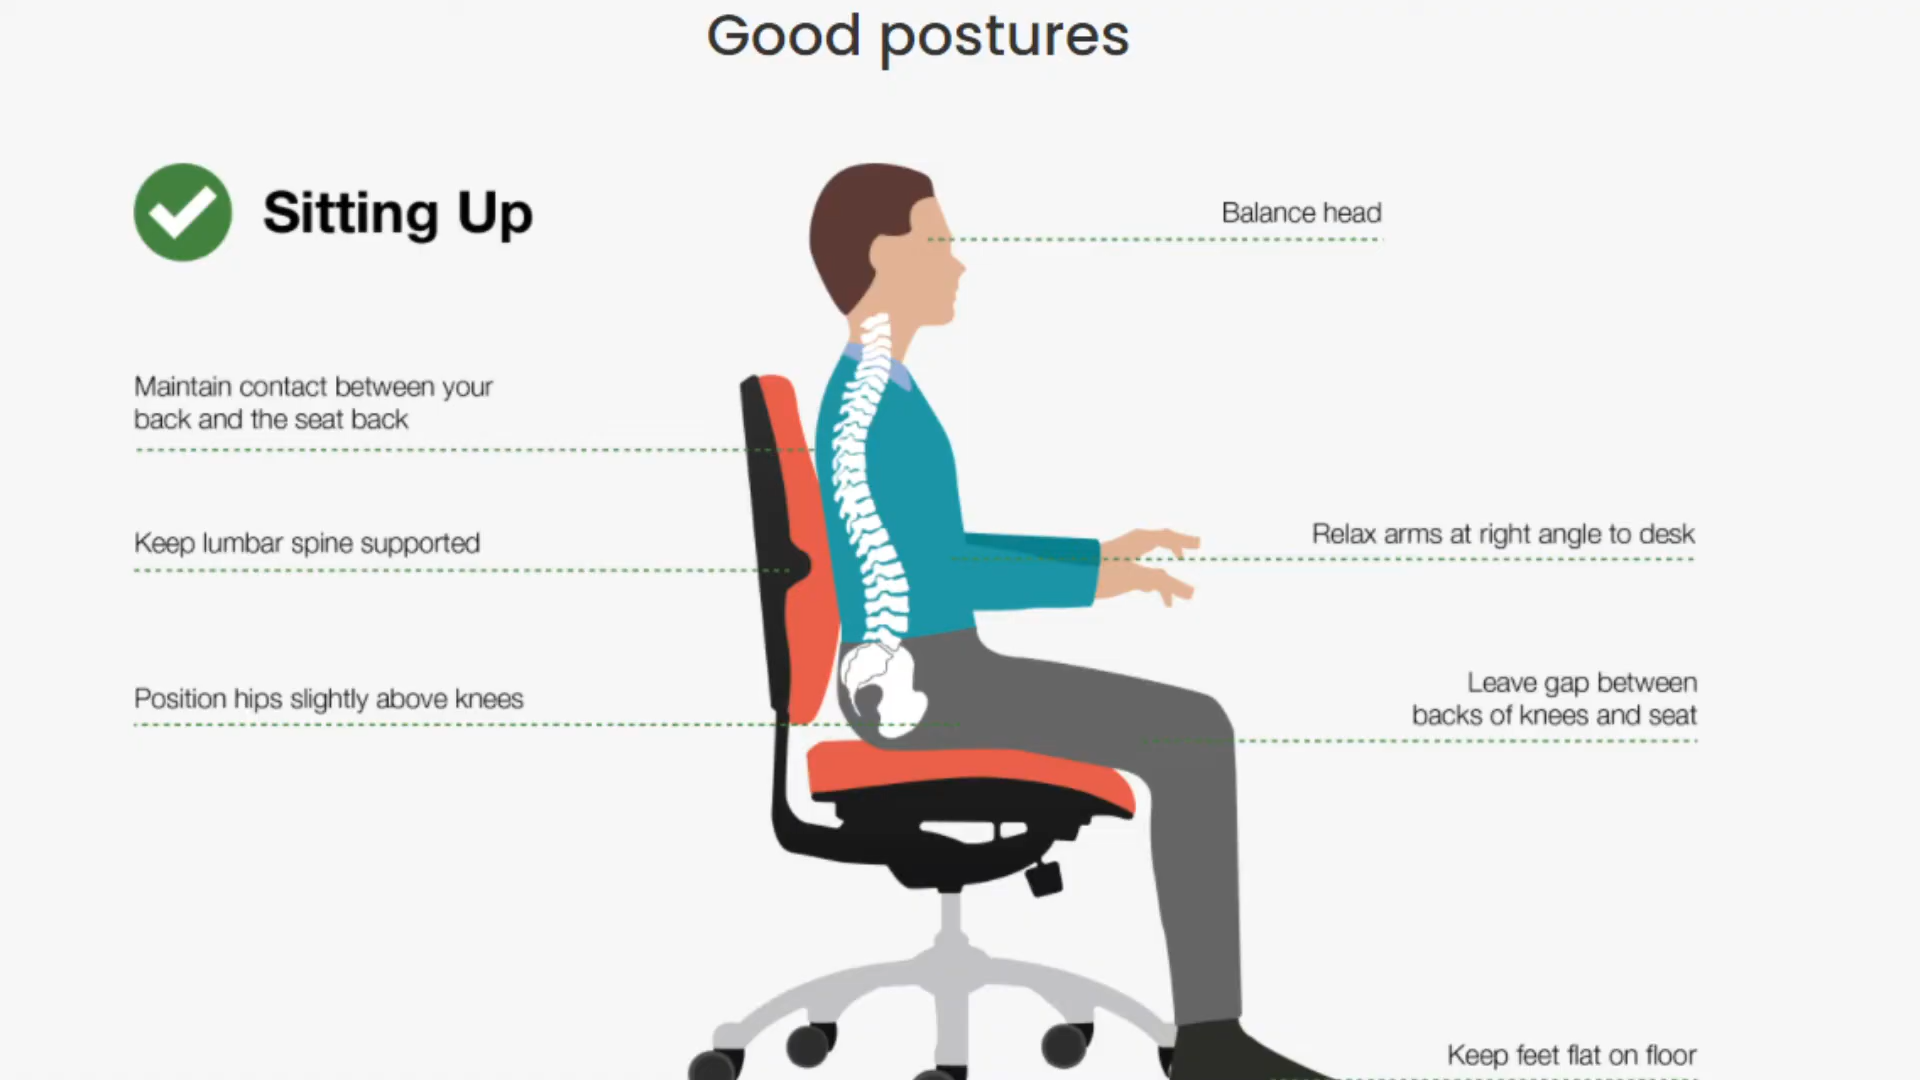 Good postures
Sitting Up
Balance head
Maintain contact between your
back and the seat back
Keep lumbar spine supported
Relax arms at right angle to desk
Position hips slightly above knees
Leave gap between
backs of knees and seat
Keep feet flat on floor